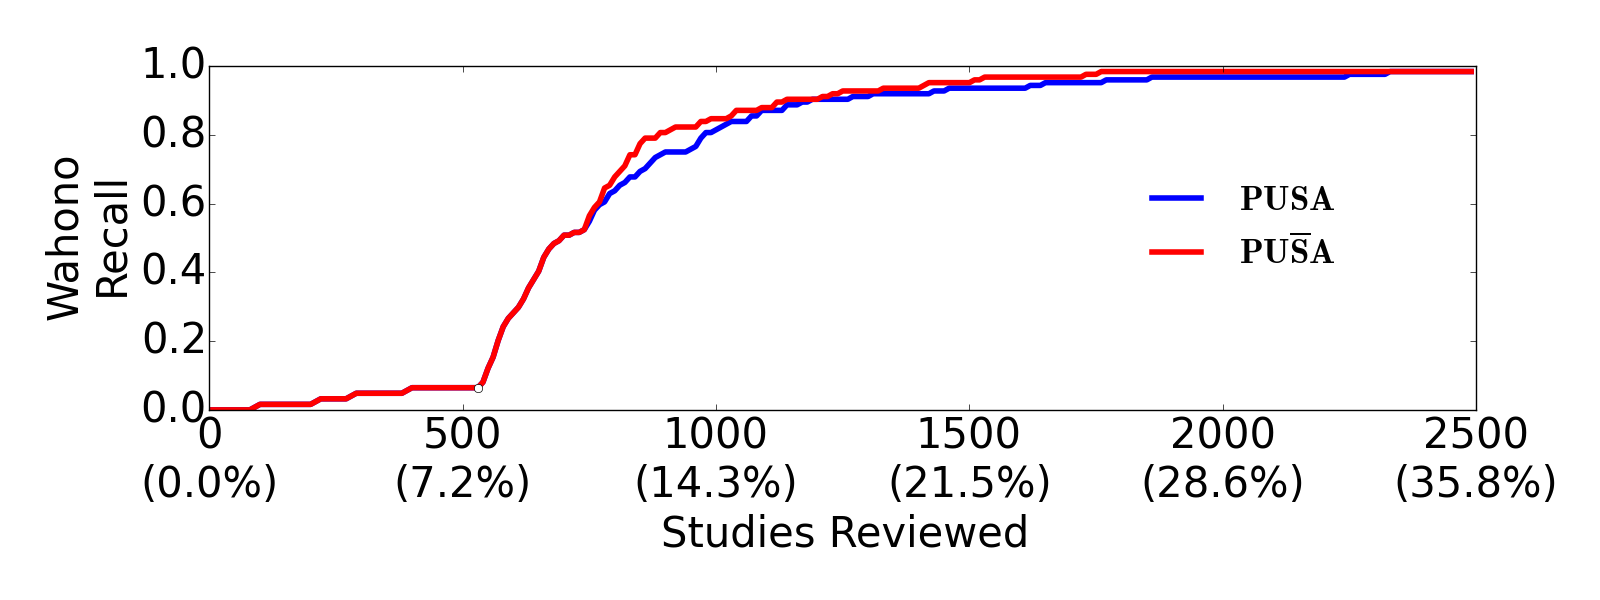 Wahono
Recall
1.0
0.8
0.6
0.4
0.2
0.0
PUSA
PUS̅A
0 500 1000 1500 2000 2500
(0.0%) (7.2%) (14.3%) (21.5%) (28.6%) (35.8%)
Studies Reviewed